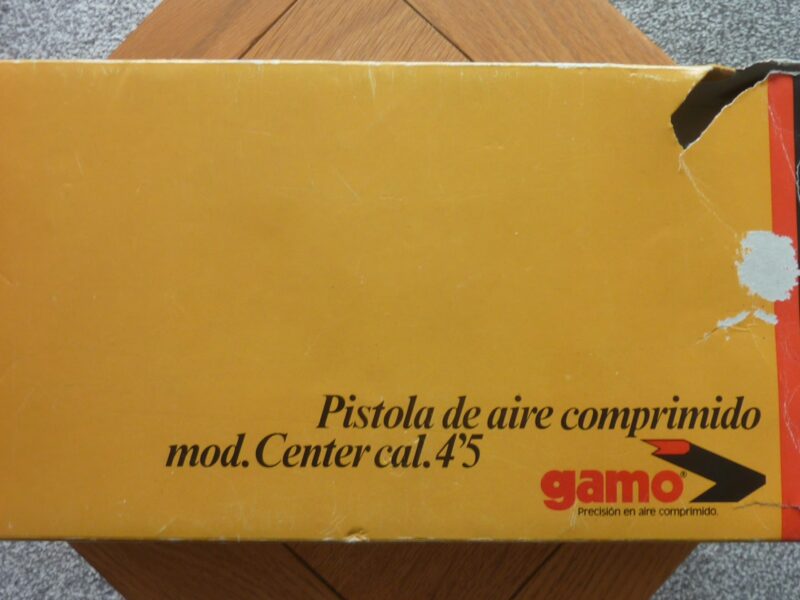 Pistola de aire comprimido
mod. Center cal. 4'5
gamo®
Precisión en aire comprimido.